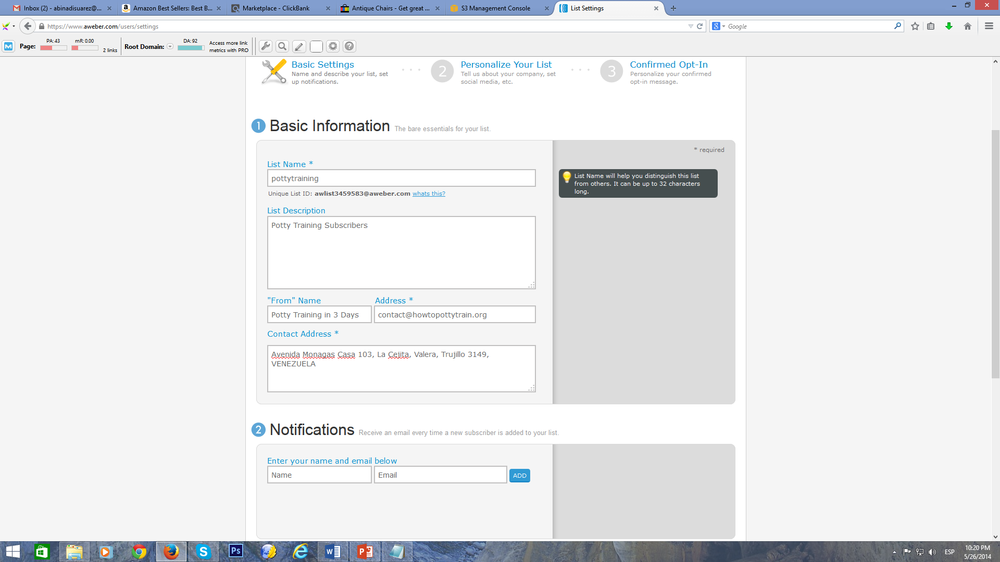 Inbox (2) - abinadisuarez@...
Amazon Best Sellers: Best B...
Marketplace - ClickBank
Antique Chairs - Get great ...
S3 Management Console
List Settings
https://www.aweber.com/users/settings
Google
Page:
PA: 43
mR: 0.00
2 links
Root Domain:
DA: 92
Access more link
metrics with PRO
Basic Settings
Name and describe your list, set
up notifications.
2
Personalize Your List
Tell us about your company, set
social media, etc.
3
Confirmed Opt-In
Personalize your confirmed
opt-in message.
1 Basic Information The bare essentials for your list.
* required
List Name *
pottytraining
Unique List ID: awlist3459583@aweber.com whats this?
List Name will help you distinguish this list
from others. It can be up to 32 characters
long.
List Description
Potty Training Subscribers
"From" Name
Address *
Potty Training in 3 Days
contact@howtopottytrain.org
Contact Address *
Avenida Monagas Casa 103, La Cejita, Valera, Trujillo 3149,
VENEZUELA
2 Notifications Receive an email every time a new subscriber is added to your list.
Enter your name and email below
Name
Email
ADD
Ps
ESP
10:20 PM
5/26/2014